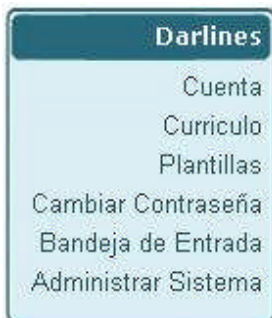 Darlines
Cuenta
Curriculo
Plantillas
Cambiar Contraseña
Bandeja de Entrada
Administrar Sistema